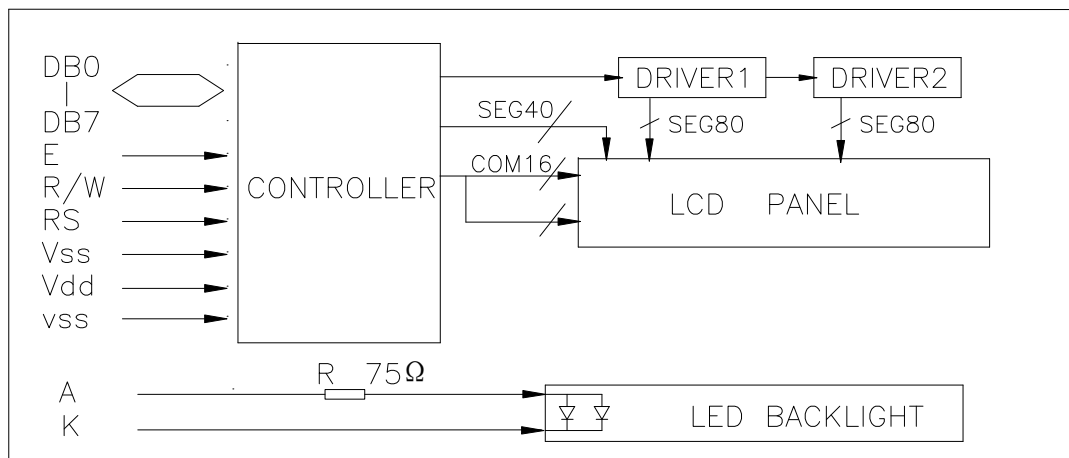 DB0
DB7
E
R/W
RS
Vss
Vdd
vss
CONTROLLER
DRIVER1
DRIVER2
SEG40
SEG80
SEG80
COM16
LCD PANEL
R 75Ω
A
K
LED BACKLIGHT